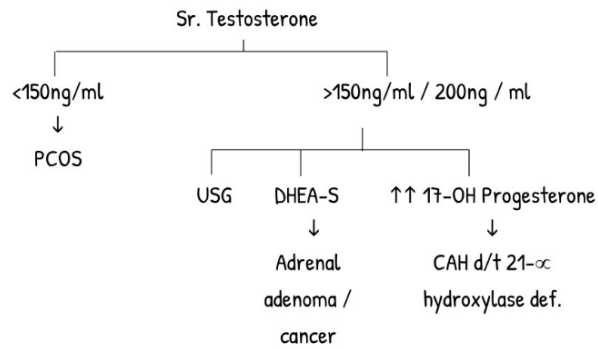 Sr. Testosterone
<150ng/ml
>150ng/ml / 200ng / ml
↓
PCOS
USG
DHEA-S
↑↑ 17-OH Progesterone
↓
↓
Adrenal
adenoma /
cancer
CAH d/t 21-∝
hydroxylase def.